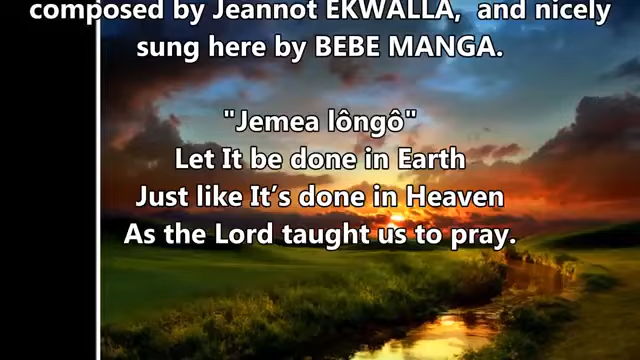 composed by Jeannot EKWALLA, and nicely
sung here by BEBE MANGA.
"Jemea lôngô"
Let It be done in Earth
Just like It’s done in Heaven
As the Lord taught us to pray.